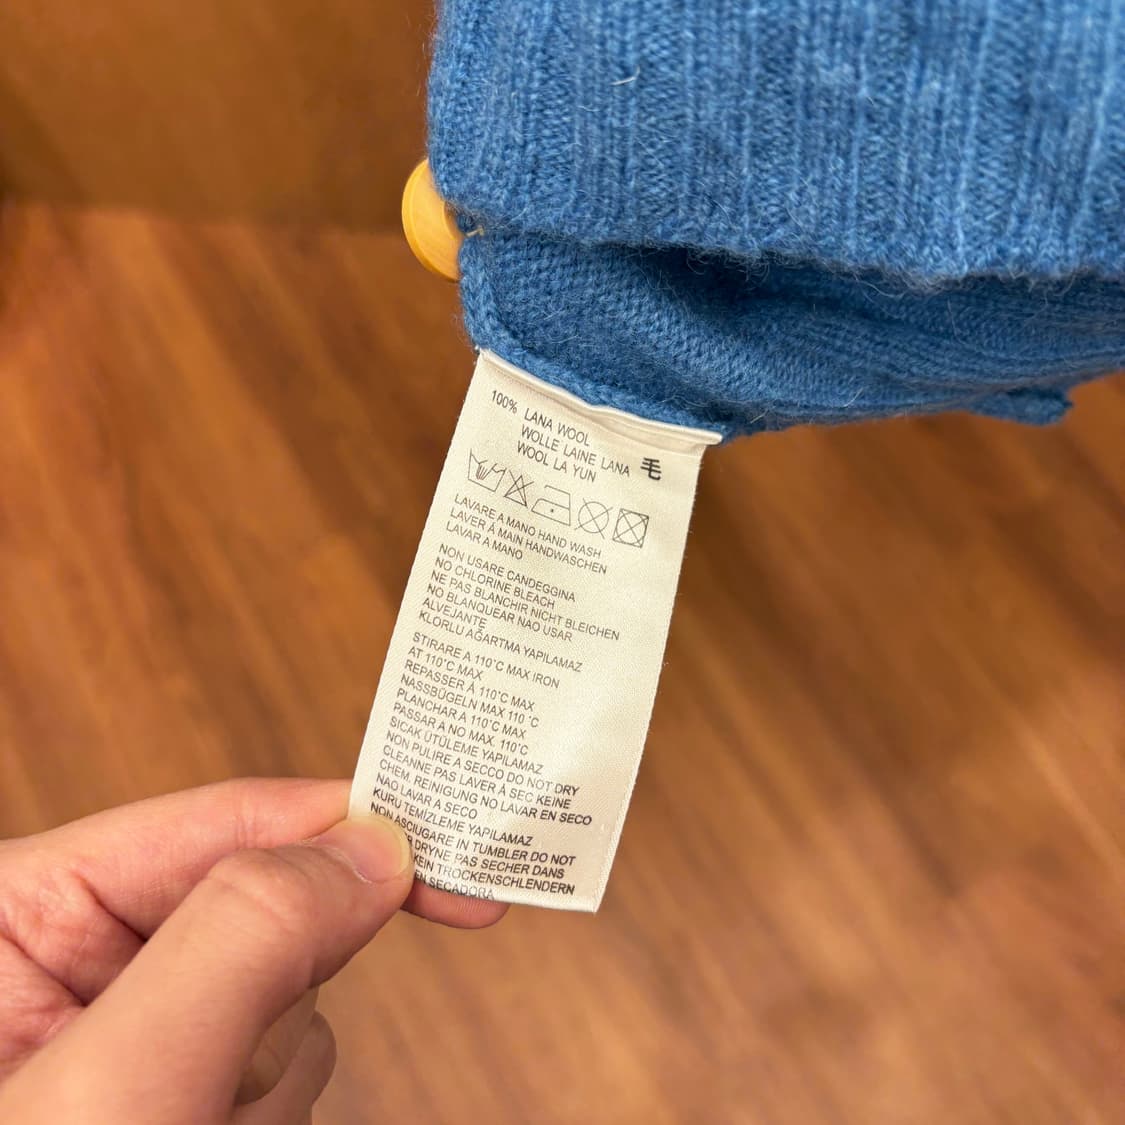 100% LANA WOOL
WOLLE LAINE LANA 毛
WOOL LA YUN
LAVARE A MANO HAND WASH
LAVER À MAIN HANDWASCHEN
LAVAR A MANO
NON USARE CANDEGGINA
NO CHLORINE BLEACH
NE PAS BLANCHIR NICHT BLEICHEN
NO BLANQUEAR NAO USAR
ALVEJANTE
KLORLU AĞARTMA YAPILAMAZ
STIRARE A 110°C MAX IRON
AT 110°C MAX
REPASSER À 110°C MAX
NASSBÜGELN MAX 110 °C
PLANCHAR A 110°C MAX
PASSAR A NO MAX. 110°C
SICAK ÜTÜLEME YAPILAMAZ
NON PULIRE A SECCO DO NOT DRY
CLEANNE PAS LAVER À SEC KEINE
CHEM. REINIGUNG NO LAVAR EN SECO
NAO LAVAR A SECO
KURU TEMİZLEME YAPILAMAZ
NON ASCIUGARE IN TUMBLER DO NOT
DRYNE PAS SECHER DANS
KEIN TROCKENSCHLENDERN
EN SECADORA